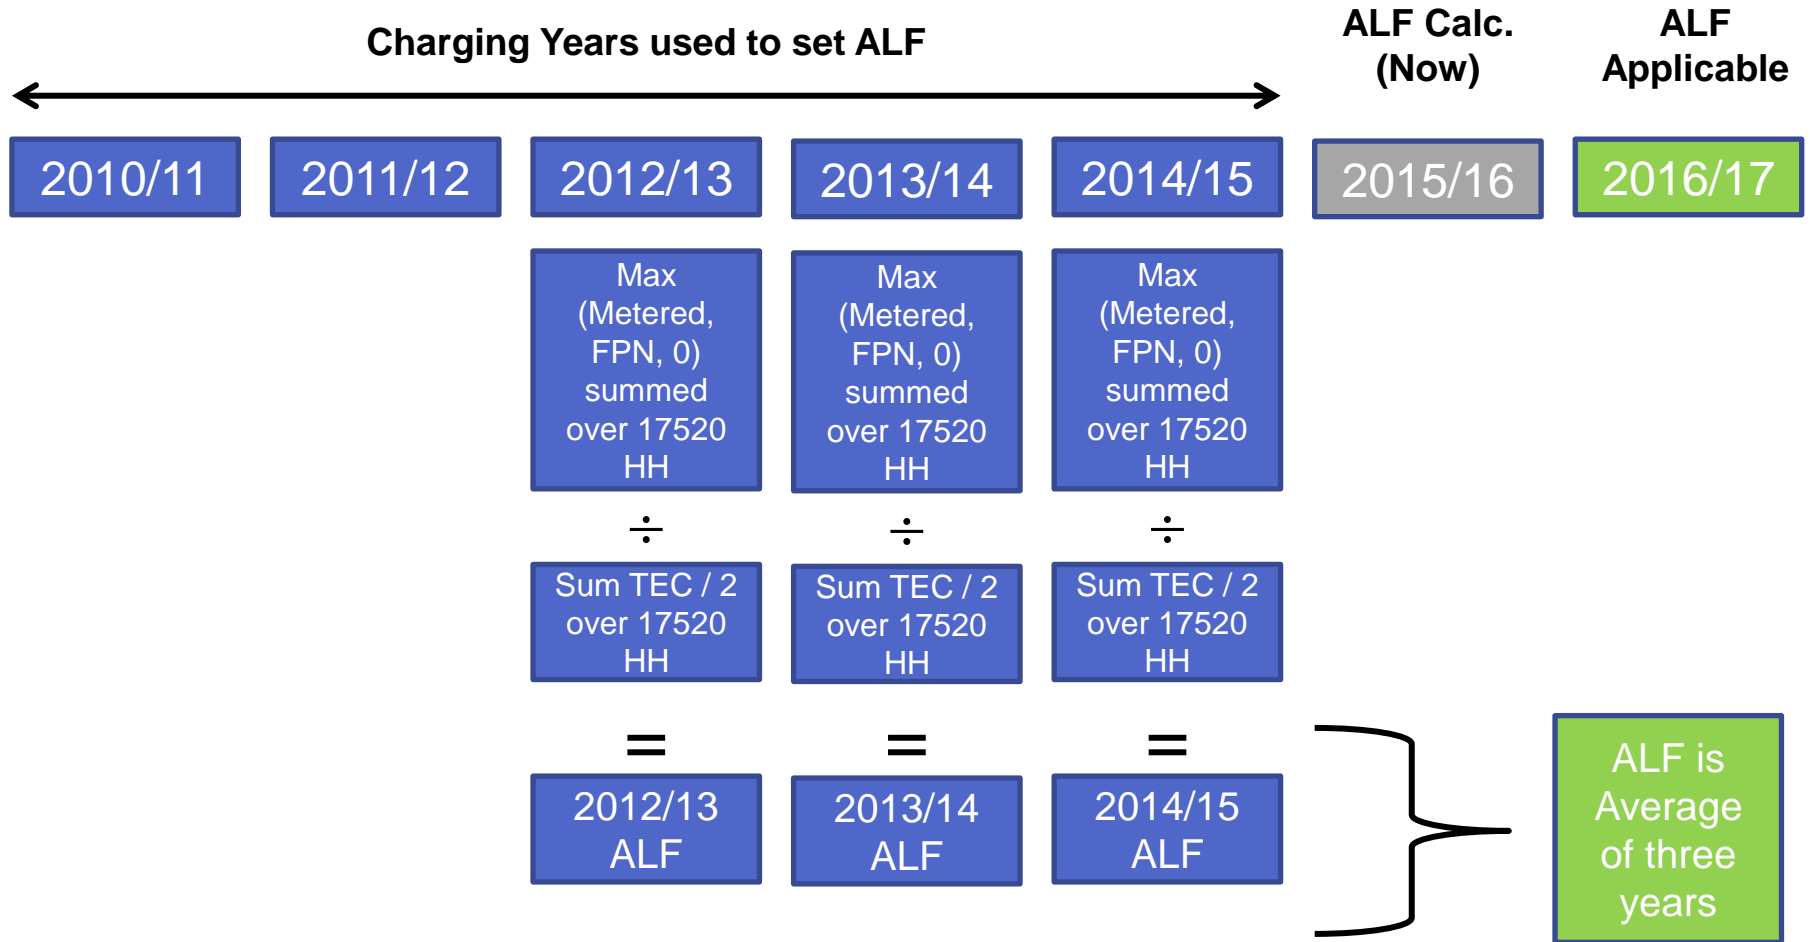 Charging Years used to set ALF
ALF Calc.
(Now)
ALF
Applicable
2010/11
2011/12
2012/13
2013/14
2014/15
2015/16
2016/17
Max
(Metered,
FPN, 0)
summed
over 17520
HH
Max
(Metered,
FPN, 0)
summed
over 17520
HH
Max
(Metered,
FPN, 0)
summed
over 17520
HH
÷
÷
÷
Sum TEC / 2
over 17520
HH
Sum TEC / 2
over 17520
HH
Sum TEC / 2
over 17520
HH
=
=
=
2012/13
ALF
2013/14
ALF
2014/15
ALF
ALF is
Average
of three
years